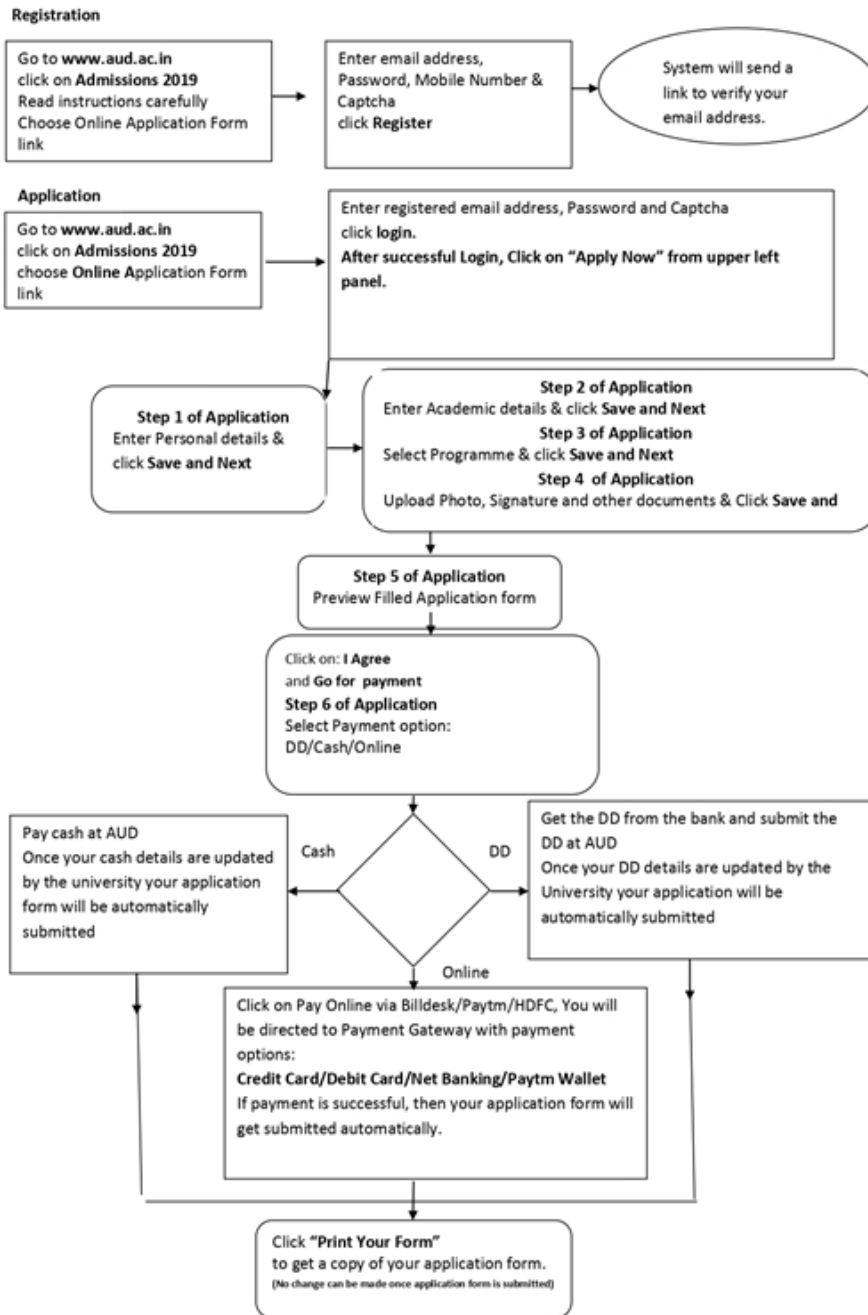 Registration
Go to www.aud.ac.in
click on Admissions 2019
Read instructions carefully
Choose Online Application Form
link
Enter email address,
Password, Mobile Number &
Captcha
click Register
System will send a
link to verify your
email address.
Application
Go to www.aud.ac.in
click on Admissions 2019
choose Online Application Form
link
Enter registered email address, Password and Captcha
click login.
After successful Login, Click on “Apply Now” from upper left
panel.
Step 1 of Application
Enter Personal details &
click Save and Next
Step 2 of Application
Enter Academic details & click Save and Next
Step 3 of Application
Select Programme & click Save and Next
Step 4 of Application
Upload Photo, Signature and other documents & Click Save and
Step 5 of Application
Preview Filled Application form
Click on: I Agree
and Go for payment
Step 6 of Application
Select Payment option:
DD/Cash/Online
Pay cash at AUD
Once your cash details are updated
by the university your application
form will be automatically
submitted
Cash
DD
Get the DD from the bank and submit the
DD at AUD
Once your DD details are updated by the
University your application will be
automatically submitted
Online
Click on Pay Online via Billdesk/Paytm/HDFC, You will
be directed to Payment Gateway with payment
options:
Credit Card/Debit Card/Net Banking/Paytm Wallet
If payment is successful, then your application form will
get submitted automatically.
Click “Print Your Form”
to get a copy of your application form.
(No change can be made once application form is submitted)